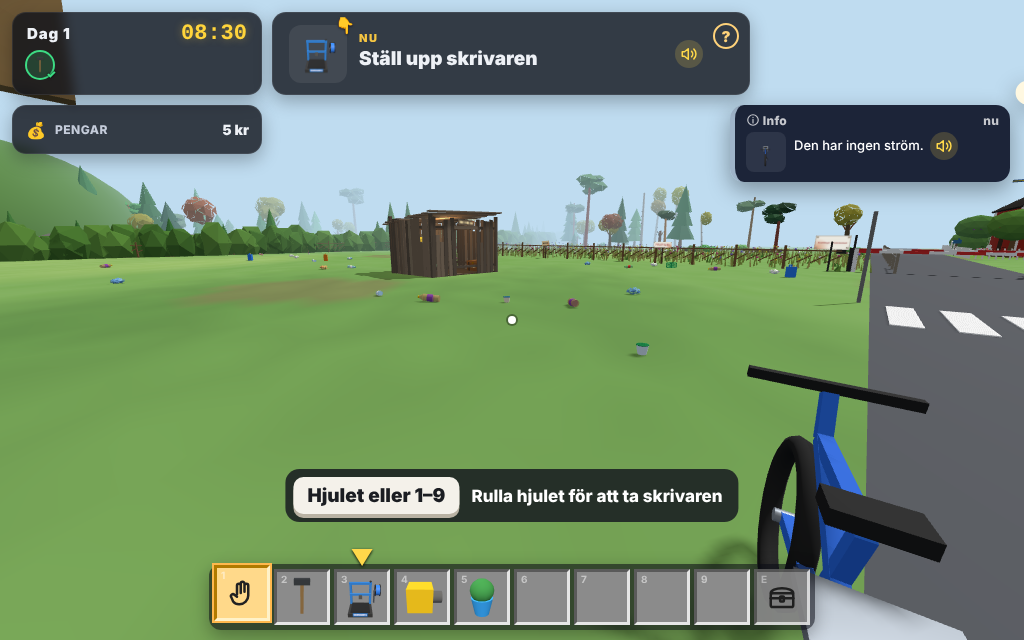 Dag 1
08:30
NU
Ställ upp skrivaren
?
PENGAR
5 kr
Info
nu
Den har ingen ström.
Hjulet eller 1–9
Rulla hjulet för att ta skrivaren
1 2 3 4 5 6 7 8 9 E